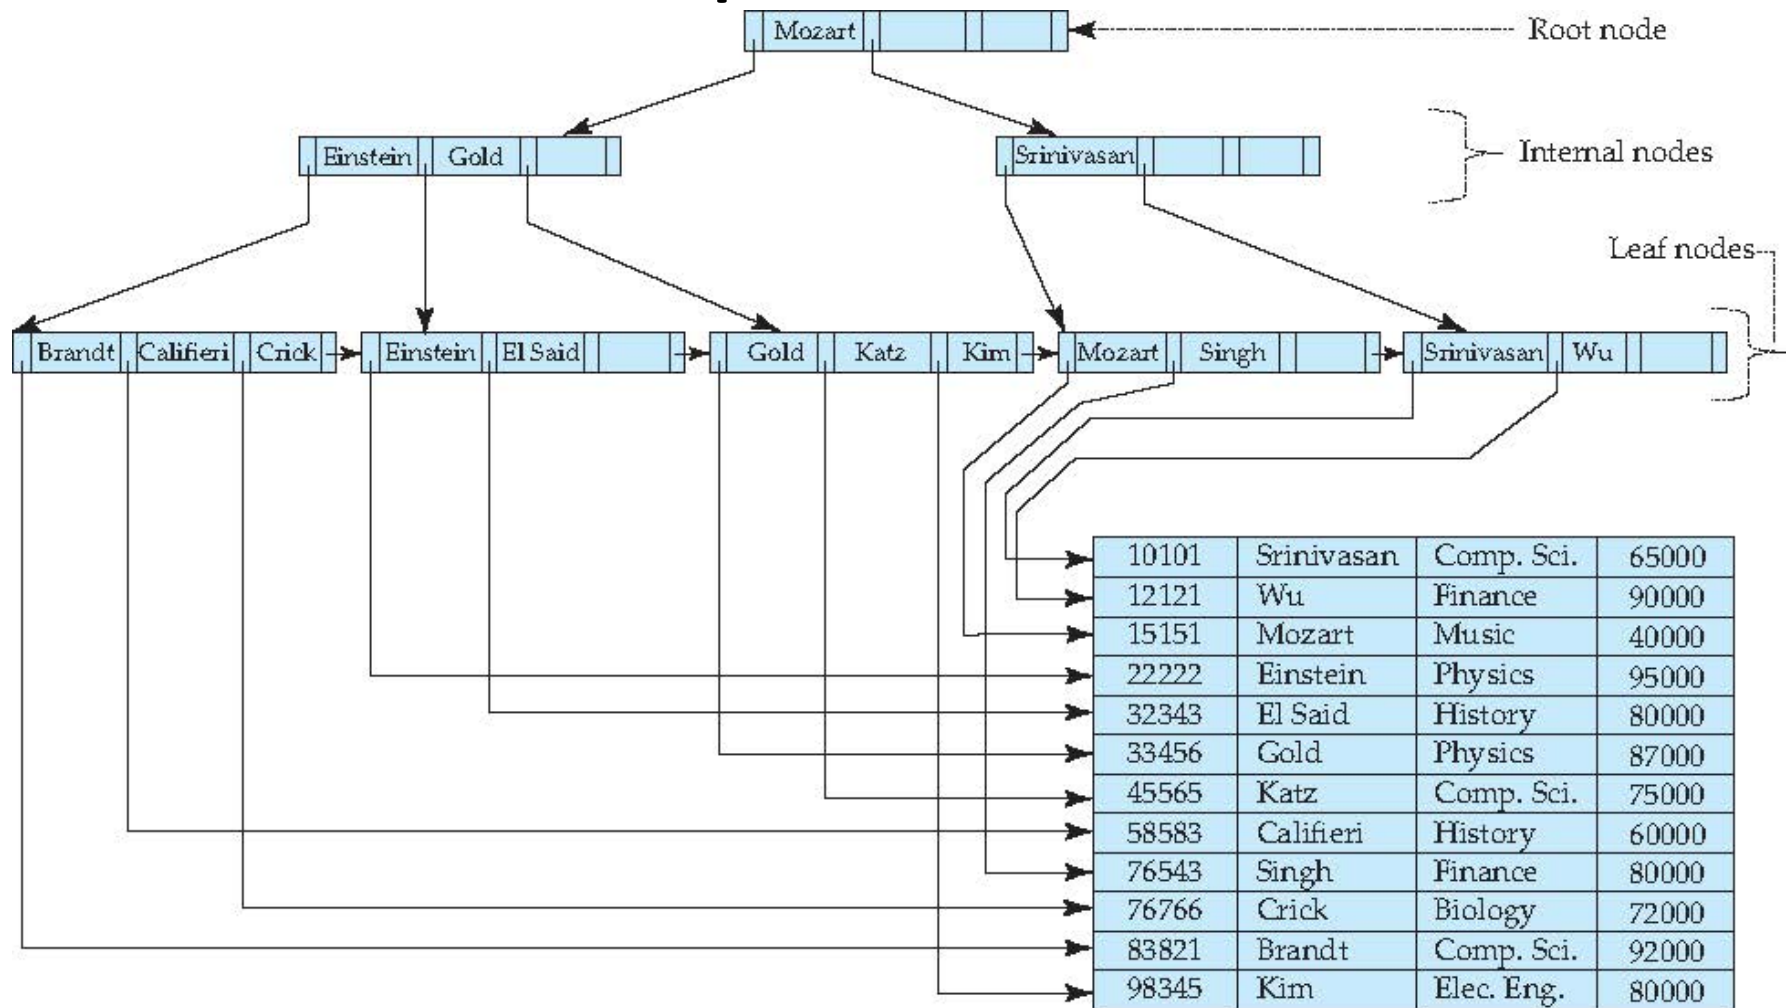 Mozart
Root node
Einstein Gold
Srinivasan
Internal nodes
Leaf nodes
Brandt Califieri Crick
Einstein El Said
Gold Katz Kim
Mozart Singh
Srinivasan Wu
10101 Srinivasan Comp. Sci. 65000
12121 Wu Finance 90000
15151 Mozart Music 40000
22222 Einstein Physics 95000
32343 El Said History 80000
33456 Gold Physics 87000
45565 Katz Comp. Sci. 75000
58583 Califieri History 60000
76543 Singh Finance 80000
76766 Crick Biology 72000
83821 Brandt Comp. Sci. 92000
98345 Kim Elec. Eng. 80000